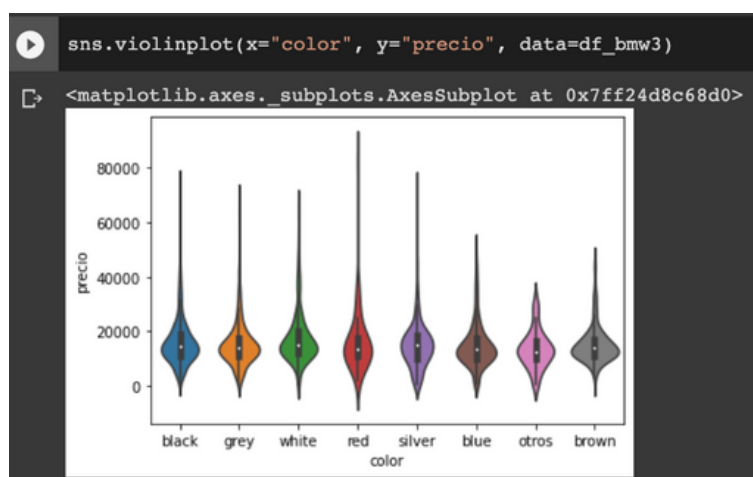 sns.violinplot(x="color", y="precio", data=df_bmw3)
<matplotlib.axes._subplots.AxesSubplot at 0x7ff24d8c68d0>
80000
60000
40000
20000
0
precio
black grey white red silver blue otros brown
color